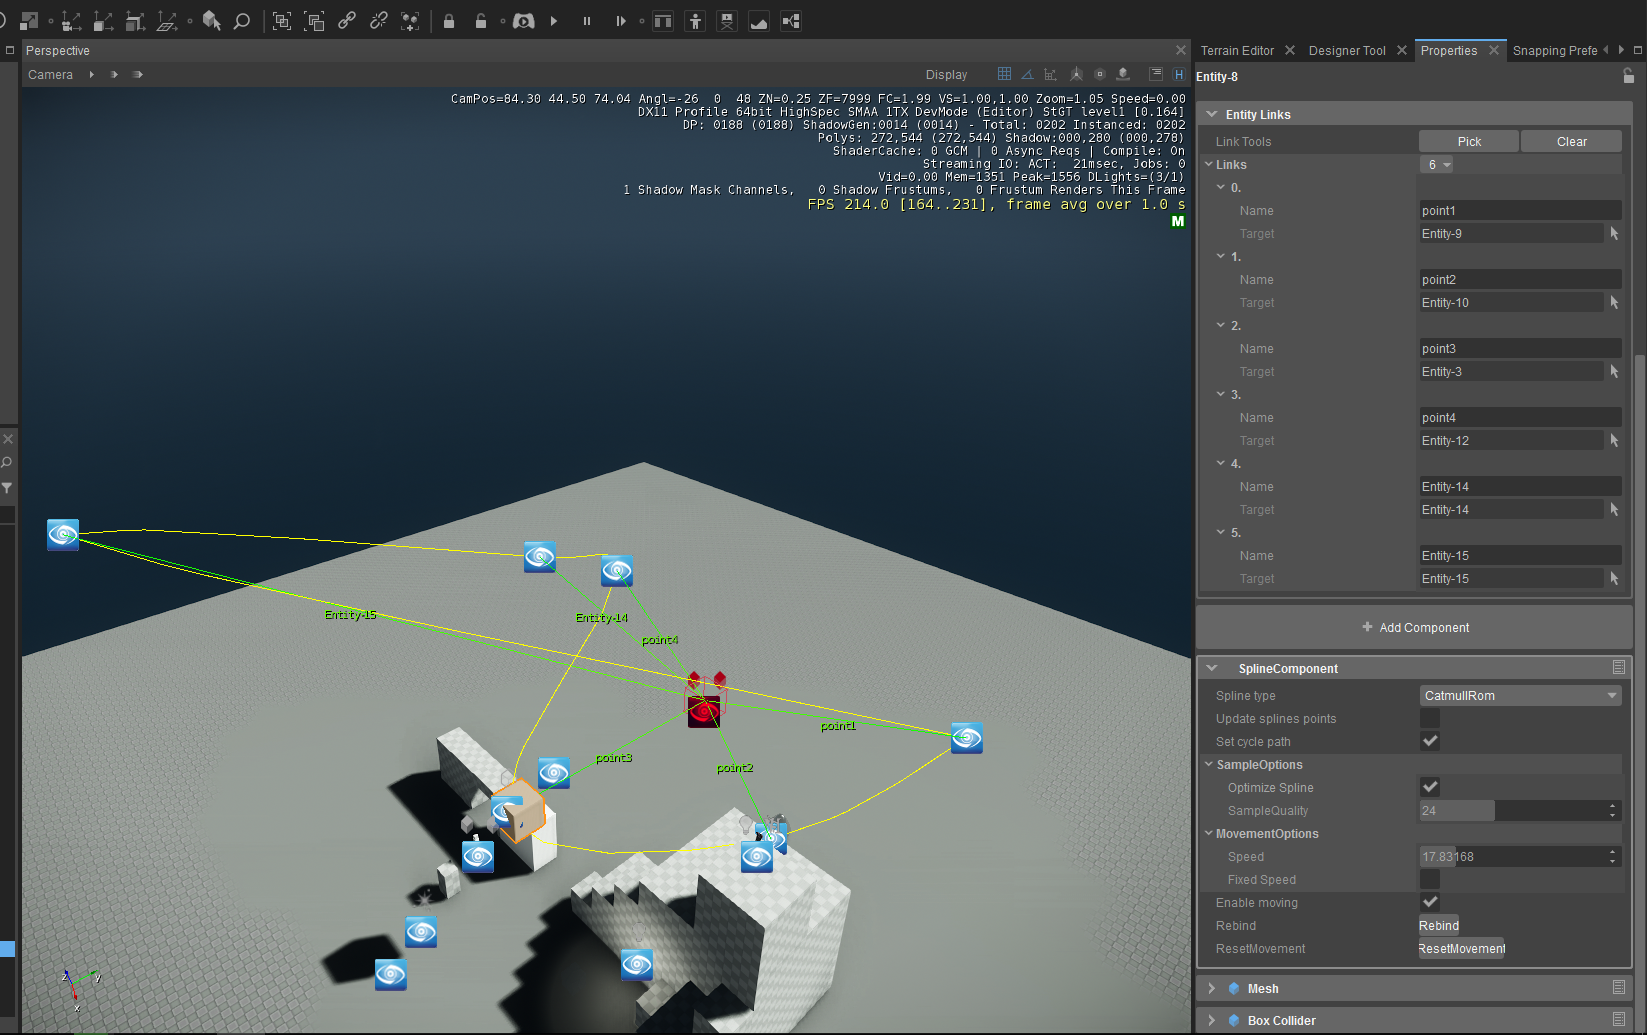 Perspective
Camera
Display
H
CamPos=84.30 44.50 74.04 Angl=-26 0 48 ZN=0.25 ZF=7999 FC=1.99 VS=1.00,1.00 Zoom=1.05 Speed=0.00
DX11 Profile 64bit HighSpec SMAA 1TX DevMode (Editor) StGT level1 [0.164]
DP: 0188 (0188) ShadowGen:0014 (0014) - Total: 0202 Instanced: 0202
Polys: 272,544 (272,544) Shadow:000,280 (000,278)
ShaderCache: 0 GCM | 0 Async Reqs | Compile: On
Streaming IO: ACT: 21msec, Jobs: 0
Vid=0.00 Mem=1351 Peak=1556 DLights=(3/1)
1 Shadow Mask Channels, 0 Shadow Frustums, 0 Frustum Renders This Frame
FPS 214.0 [164..231], frame avg over 1.0 s
M
Entity-15
Entity-14
point4
point1
point3
point2
z y
x
Terrain Editor
Designer Tool
Properties
Snapping Prefe
Entity-8
Entity Links
Link Tools Pick Clear
Links 6
0.
Name point1
Target Entity-9
1.
Name point2
Target Entity-10
2.
Name point3
Target Entity-3
3.
Name point4
Target Entity-12
4.
Name Entity-14
Target Entity-14
5.
Name Entity-15
Target Entity-15
Add Component
SplineComponent
Spline type CatmullRom
Update splines points
Set cycle path
SampleOptions
Optimize Spline
SampleQuality 24
MovementOptions
Speed 17.83168
Fixed Speed
Enable moving
Rebind Rebind
ResetMovement ResetMovement
Mesh
Box Collider